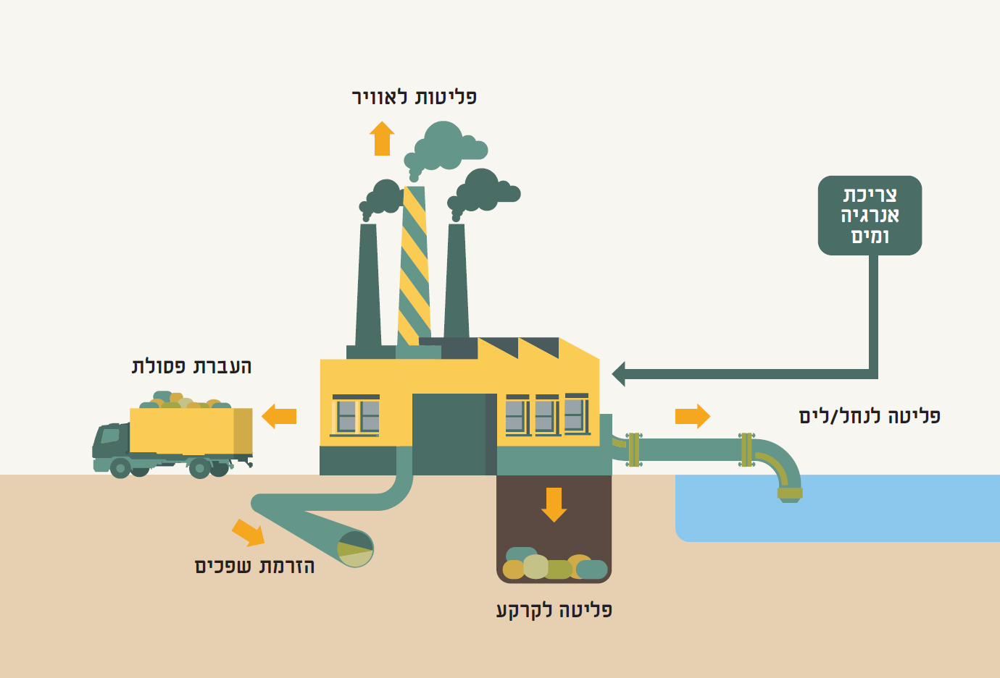 פליטות לאוויר
צריכת
אנרגיה
ומים
העברת פסולת
פליטה לנחל/לים
הזרמת שפכים
פליטה לקרקע